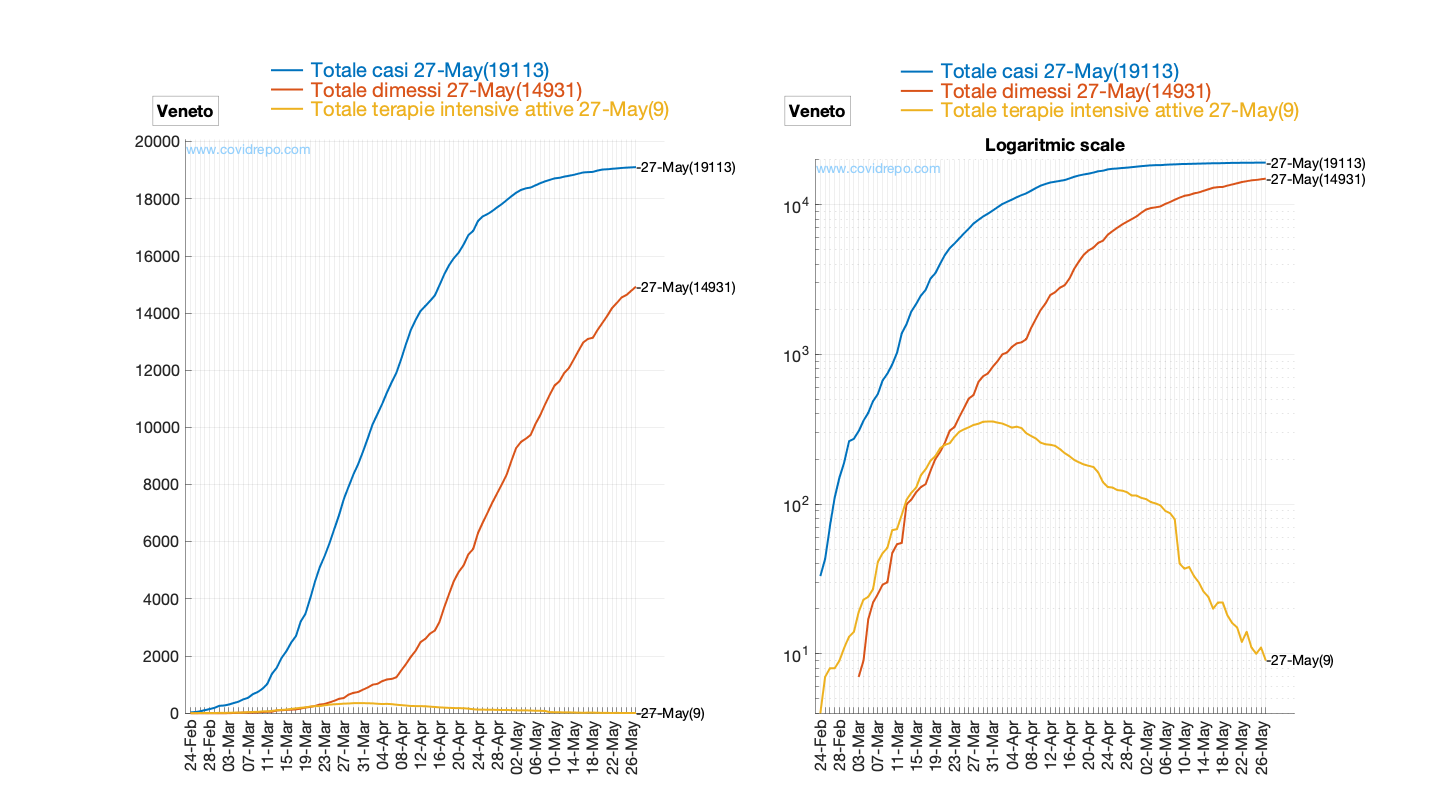 Totale casi 27-May(19113)
Totale dimessi 27-May(14931)
Totale terapie intensive attive 27-May(9)
Veneto
www.covidrepo.com
20000
18000
16000
14000
12000
10000
8000
6000
4000
2000
0
-27-May(19113)
-27-May(14931)
-27-May(9)
24-Feb
28-Feb
03-Mar
07-Mar
11-Mar
15-Mar
19-Mar
23-Mar
27-Mar
31-Mar
04-Apr
08-Apr
12-Apr
16-Apr
20-Apr
24-Apr
28-Apr
02-May
06-May
10-May
14-May
18-May
22-May
26-May
Totale casi 27-May(19113)
Totale dimessi 27-May(14931)
Totale terapie intensive attive 27-May(9)
Veneto
Logaritmic scale
www.covidrepo.com
10^4
10^3
10^2
10^1
-27-May(19113)
-27-May(14931)
-27-May(9)
24-Feb
28-Feb
03-Mar
07-Mar
11-Mar
15-Mar
19-Mar
23-Mar
27-Mar
31-Mar
04-Apr
08-Apr
12-Apr
16-Apr
20-Apr
24-Apr
28-Apr
02-May
06-May
10-May
14-May
18-May
22-May
26-May